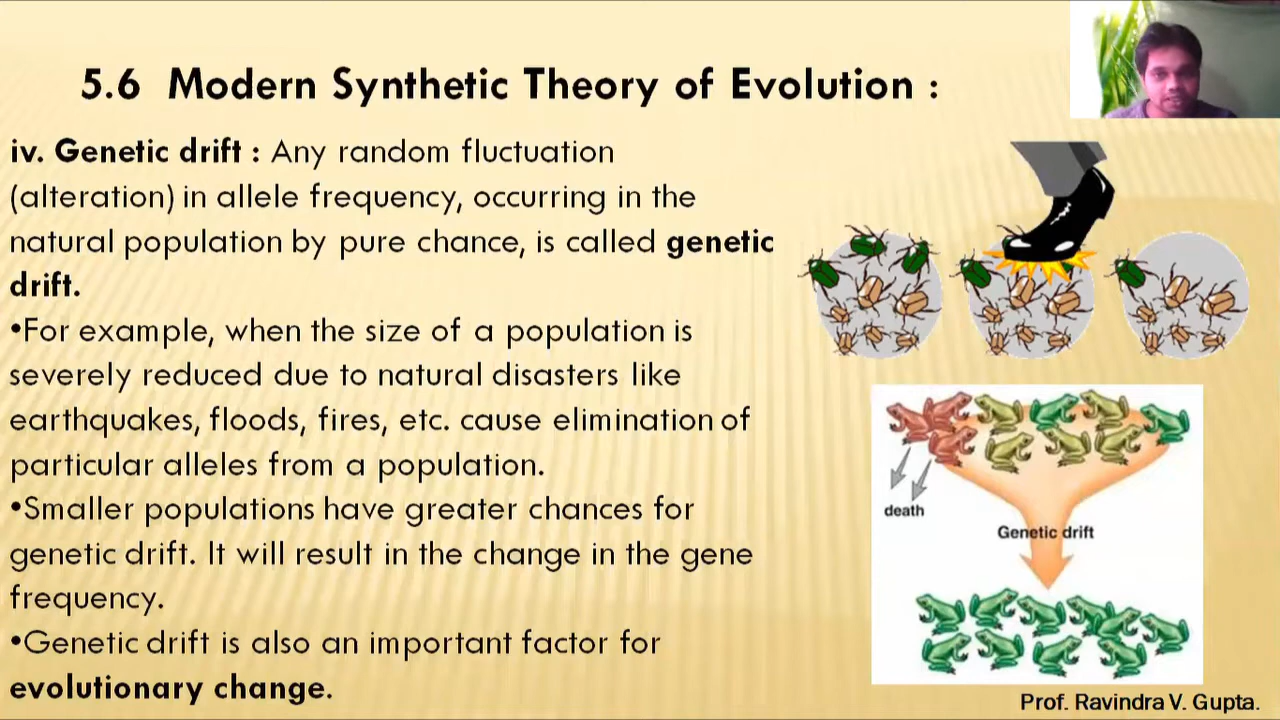 5.6 Modern Synthetic Theory of Evolution :
iv. Genetic drift : Any random fluctuation
(alteration) in allele frequency, occurring in the
natural population by pure chance, is called genetic
drift.
•For example, when the size of a population is
severely reduced due to natural disasters like
earthquakes, floods, fires, etc. cause elimination of
particular alleles from a population.
•Smaller populations have greater chances for
genetic drift. It will result in the change in the gene
frequency.
•Genetic drift is also an important factor for
evolutionary change.
death
Genetic drift
Prof. Ravindra V. Gupta.